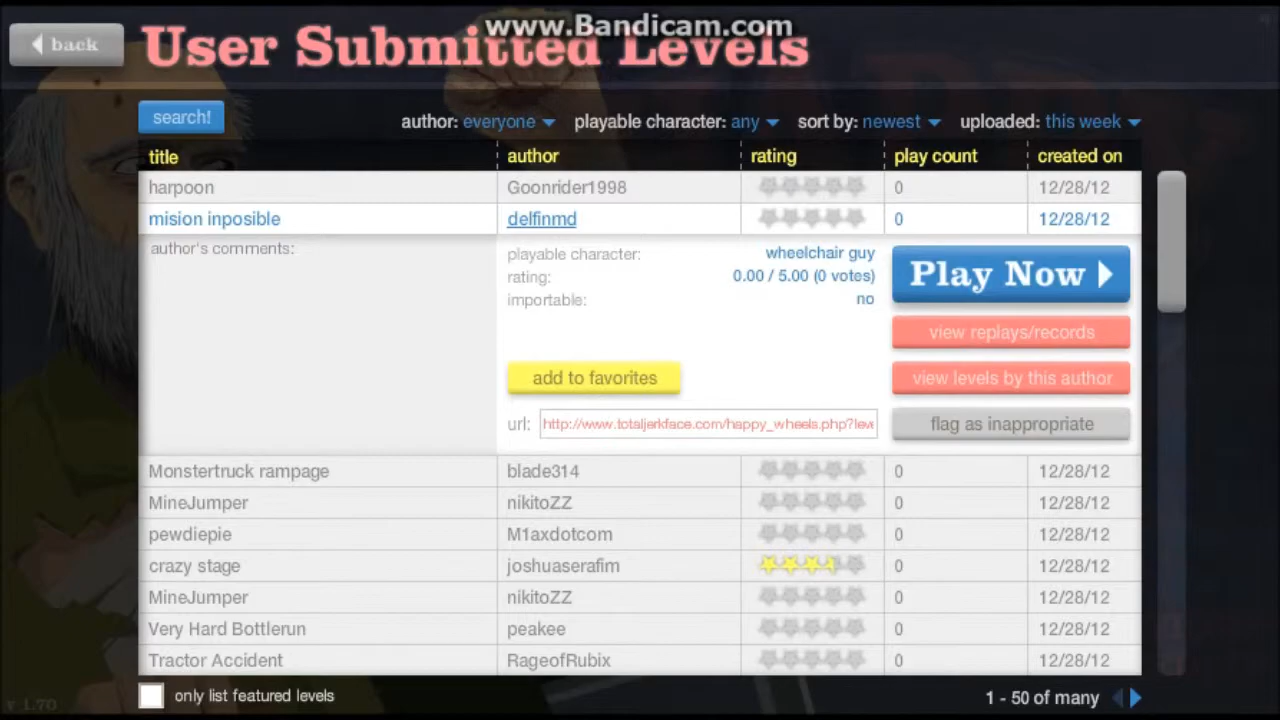 www.Bandicam.com
back
User Submitted Levels
search!
author: everyone playable character: any sort by: newest uploaded: this week
title author rating play count created on
harpoon Goonrider1998 0 12/28/12
mision inposible delfinmd 0 12/28/12
author's comments:
playable character: wheelchair guy
rating: 0.00 / 5.00 (0 votes)
importable: no
Play Now
view replays/records
add to favorites
view levels by this author
url: http://www.totaljerkface.com/happy_wheels.php?leve
flag as inappropriate
Monstertruck rampage blade314 0 12/28/12
MineJumper nikitoZZ 0 12/28/12
pewdiepie M1axdotcom 0 12/28/12
crazy stage joshuaserafim 0 12/28/12
MineJumper nikitoZZ 0 12/28/12
Very Hard Bottlerun peakee 0 12/28/12
Tractor Accident RageofRubix 0 12/28/12
only list featured levels
1 - 50 of many
v 1.70